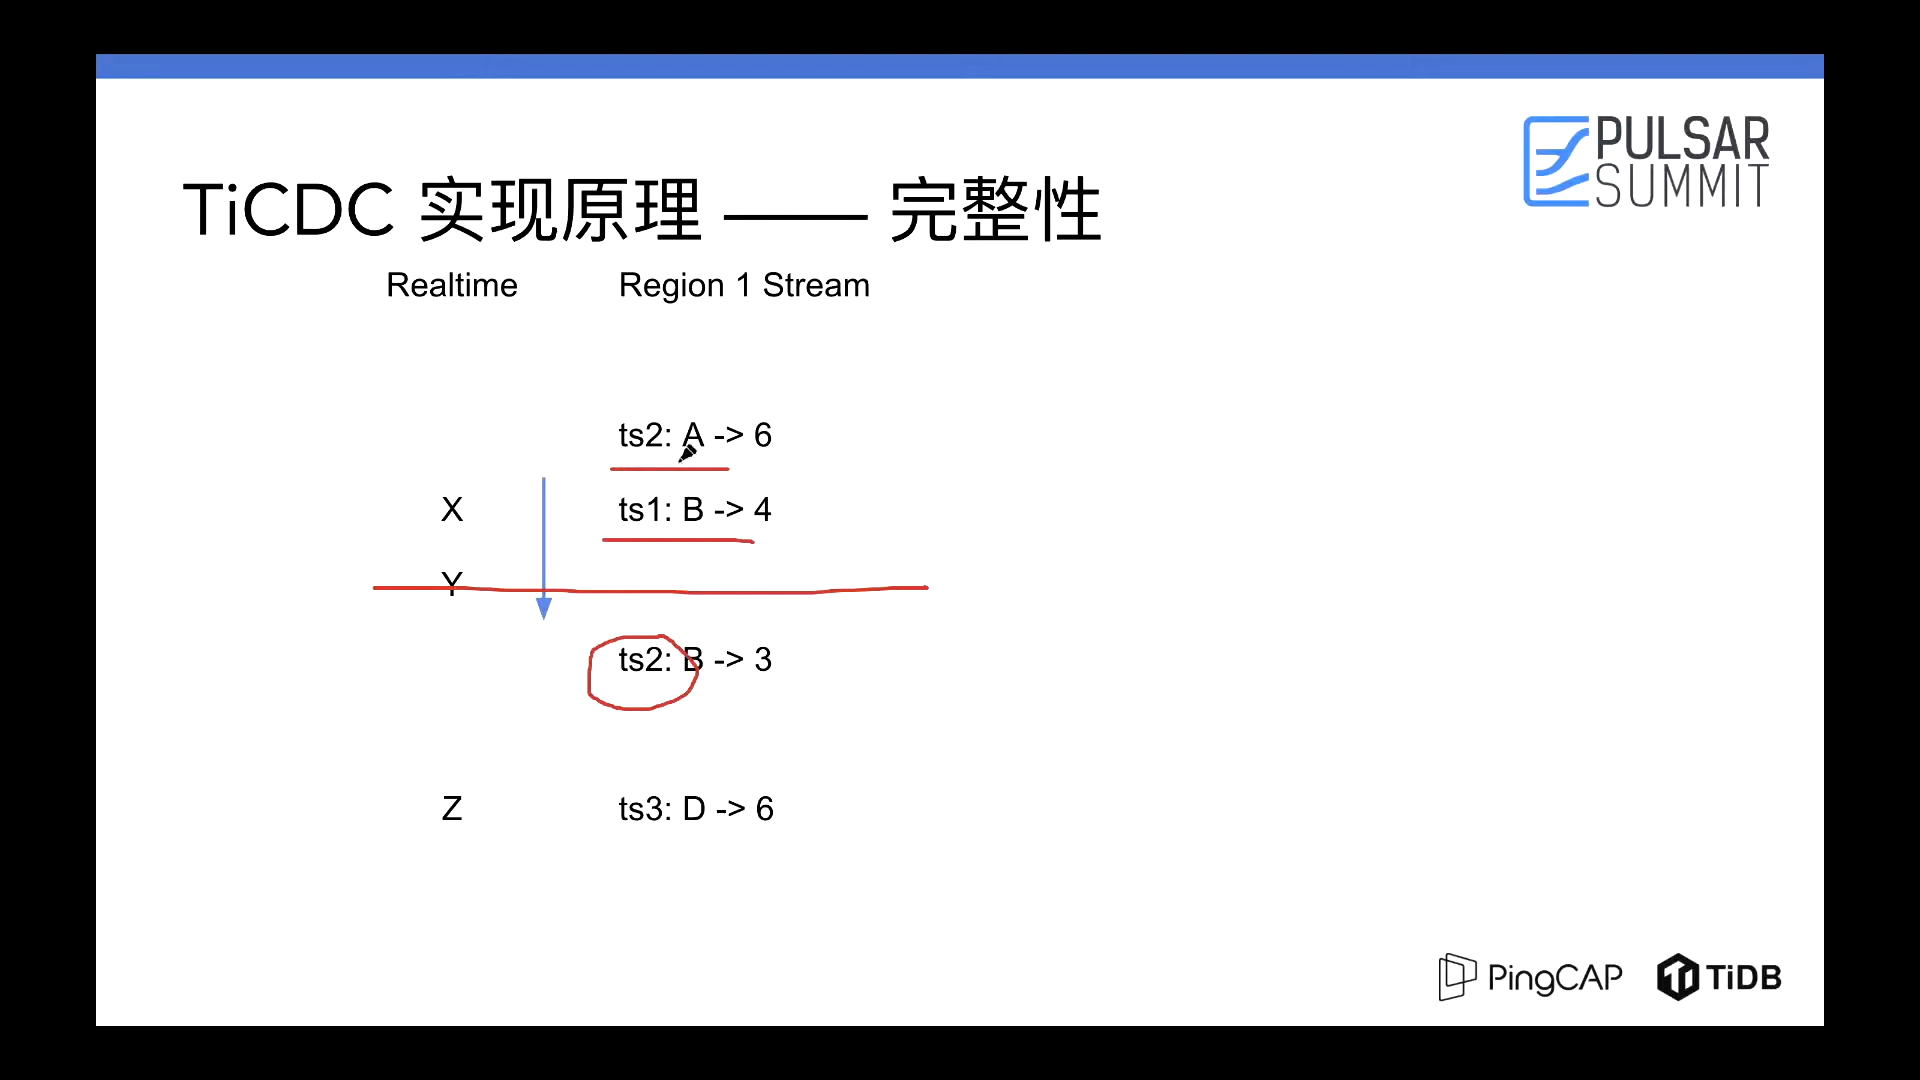 PULSAR
SUMMIT
TiCDC 实现原理 —— 完整性
Realtime Region 1 Stream
ts2: A -> 6
X ts1: B -> 4
Y
ts2: B -> 3
Z ts3: D -> 6
PingCAP TiDB